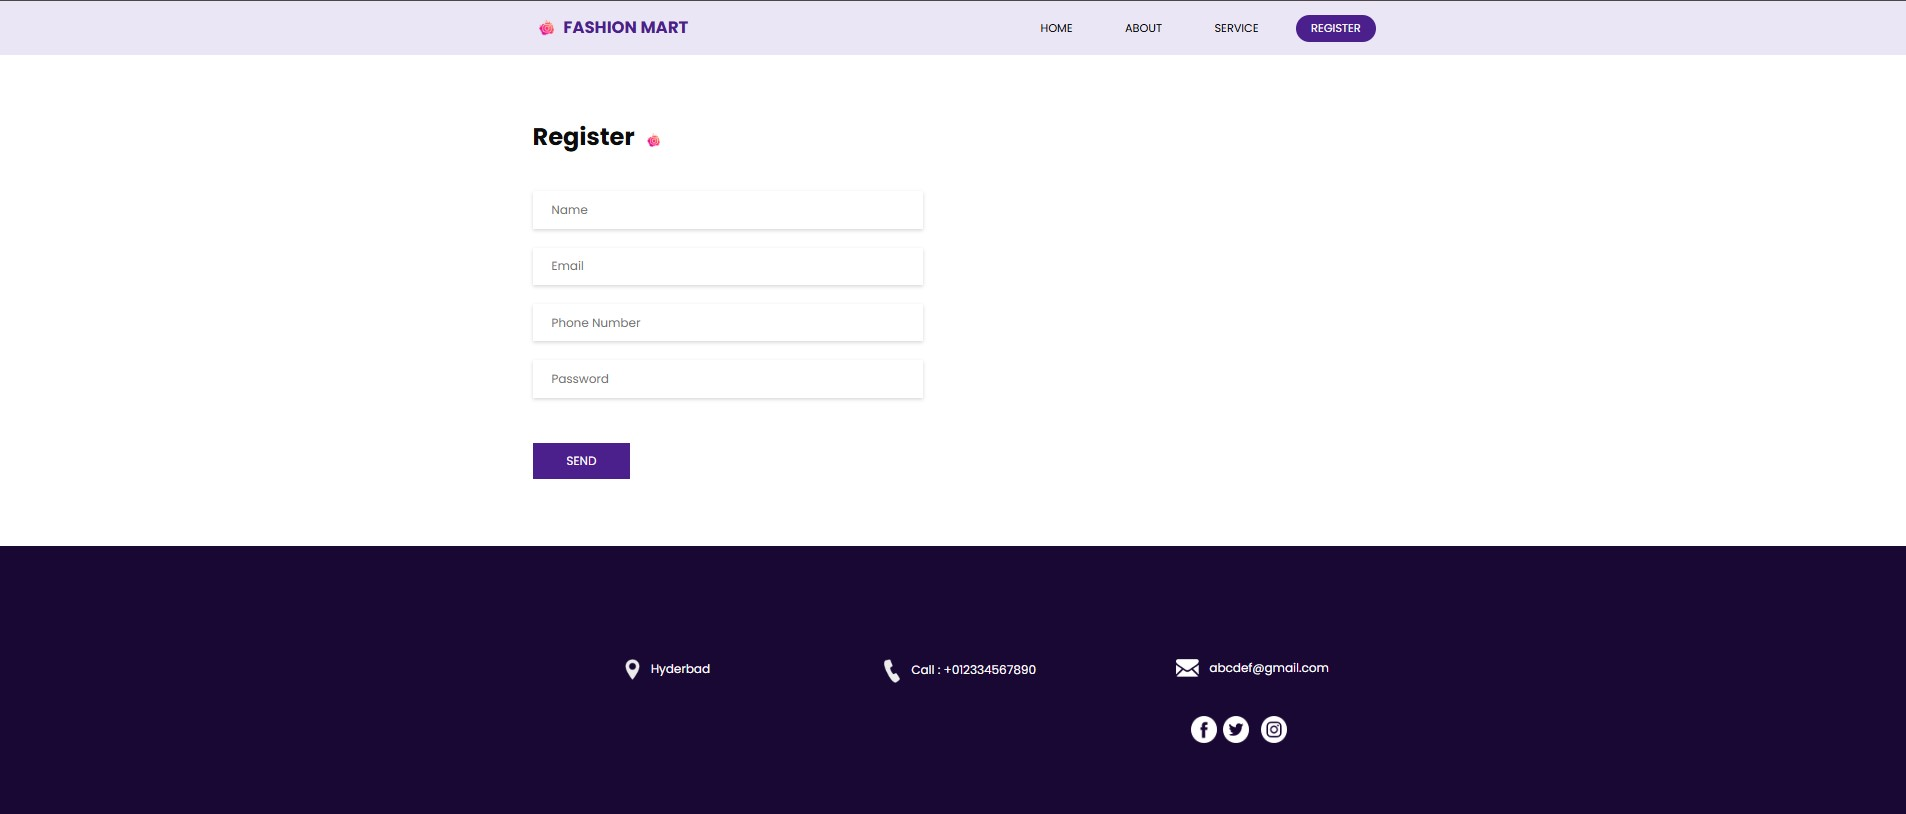 FASHION MART HOME ABOUT SERVICE REGISTER
Register
Name
Email
Phone Number
Password
SEND
Hyderbad Call : +012334567890 abcdef@gmail.com